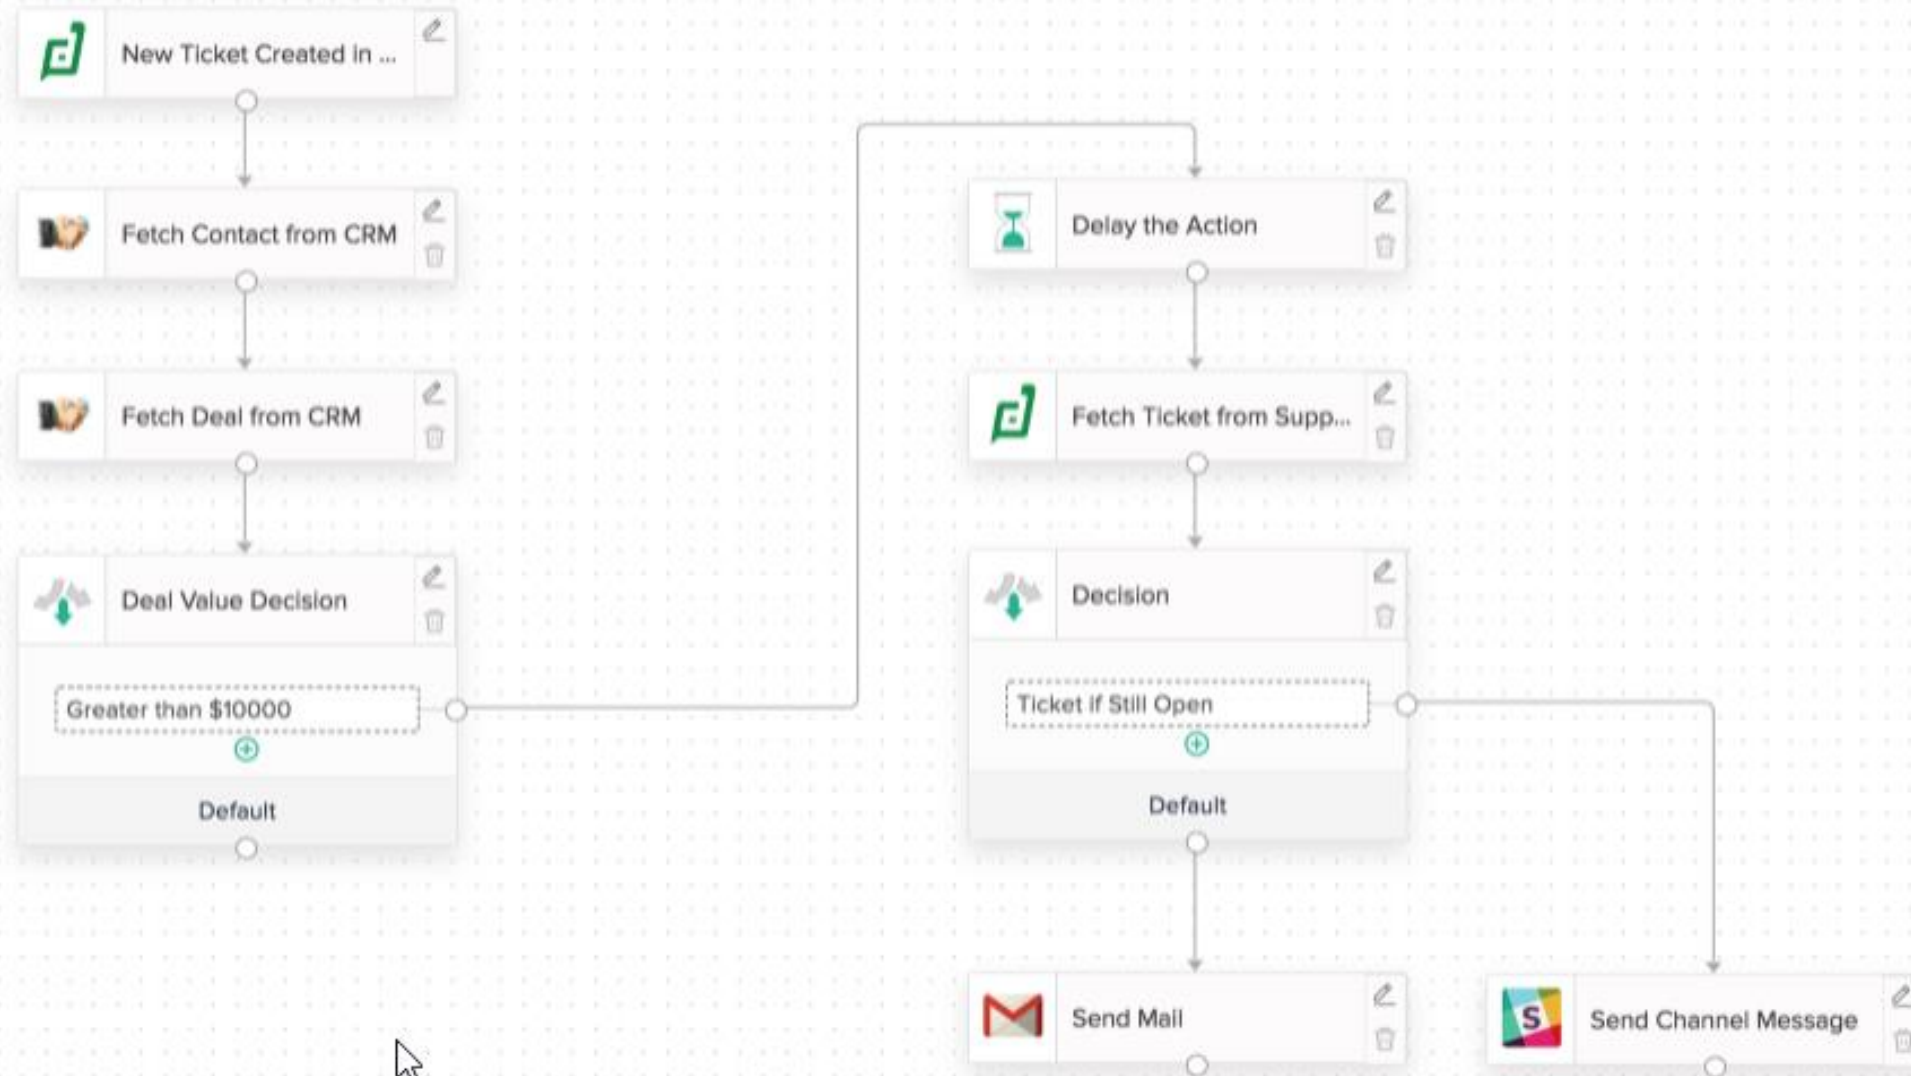 New Ticket Created in ...
Fetch Contact from CRM
Fetch Deal from CRM
Deal Value Decision
Greater than $10000
Default
Delay the Action
Fetch Ticket from Supp...
Decision
Ticket if Still Open
Default
Send Mail
S
Send Channel Message